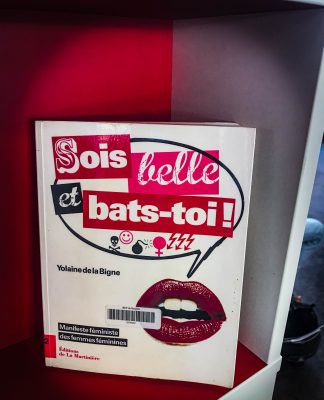 Sois
belle
et
bats-toi !
Yolaine de la Bigne
Manifeste féministe
des femmes féminines
Éditions
de La Martinière